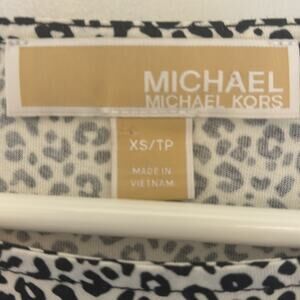 MICHAEL
MICHAEL KORS
XS/TP
MADE IN
VIETNAM